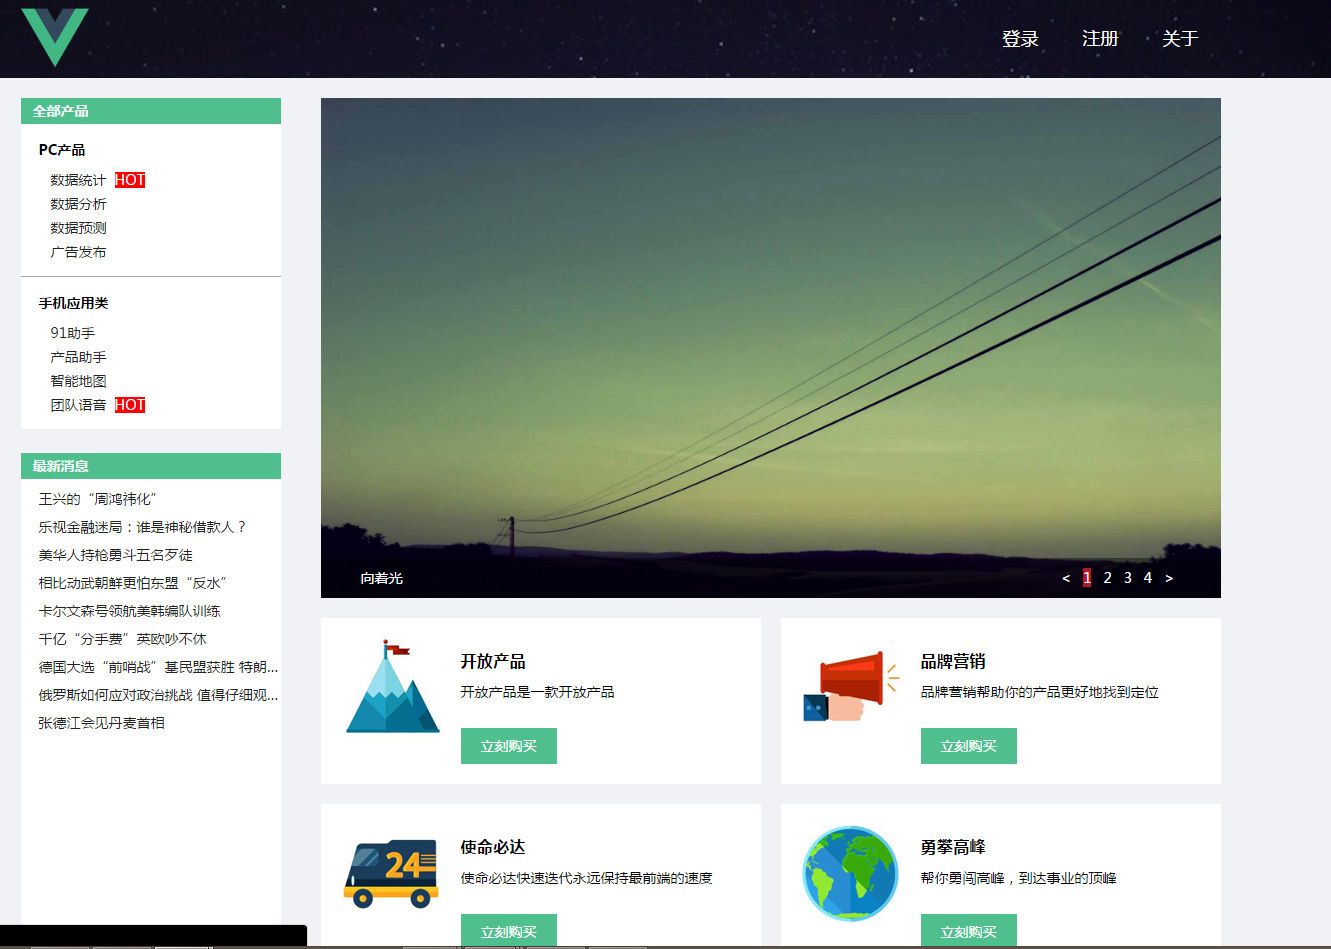 登录 注册 关于
全部产品
PC产品
数据统计 HOT
数据分析
数据预测
广告发布
手机应用类
91助手
产品助手
智能地图
团队语音 HOT
最新消息
王兴的“周鸿祎化”
乐视金融迷局：谁是神秘借款人？
美华人持枪勇斗五名歹徒
相比动武朝鲜更怕东盟“反水”
卡尔文森号领航美韩编队训练
千亿“分手费”英欧吵不休
德国大选“前哨战”基民盟获胜 特朗...
俄罗斯如何应对政治挑战 值得仔细观...
张德江会见丹麦首相
向着光
< 1 2 3 4 >
开放产品
开放产品是一款开放产品
立刻购买
品牌营销
品牌营销帮助你的产品更好地找到定位
立刻购买
24
使命必达
使命必达快速迭代永远保持最前端的速度
立刻购买
勇攀高峰
帮你勇闯高峰，到达事业的顶峰
立刻购买